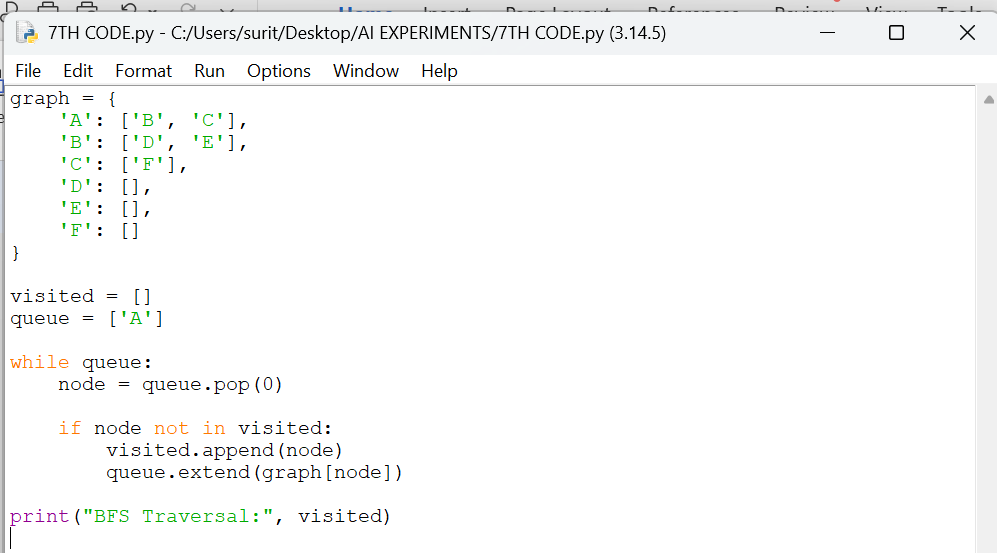 7TH CODE.py - C:/Users/surit/Desktop/AI EXPERIMENTS/7TH CODE.py (3.14.5)
File Edit Format Run Options Window Help
graph = {
    'A': ['B', 'C'],
    'B': ['D', 'E'],
    'C': ['F'],
    'D': [],
    'E': [],
    'F': []
}
visited = []
queue = ['A']
while queue:
    node = queue.pop(0)
    if node not in visited:
        visited.append(node)
        queue.extend(graph[node])
print("BFS Traversal:", visited)